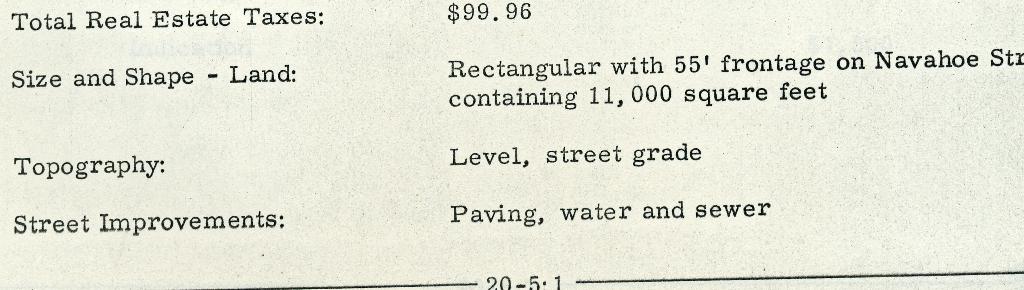 Total Real Estate Taxes: $99.96
Size and Shape - Land: Rectangular with 55' frontage on Navahoe Str
containing 11,000 square feet
Topography: Level, street grade
Street Improvements: Paving, water and sewer
20-5:1